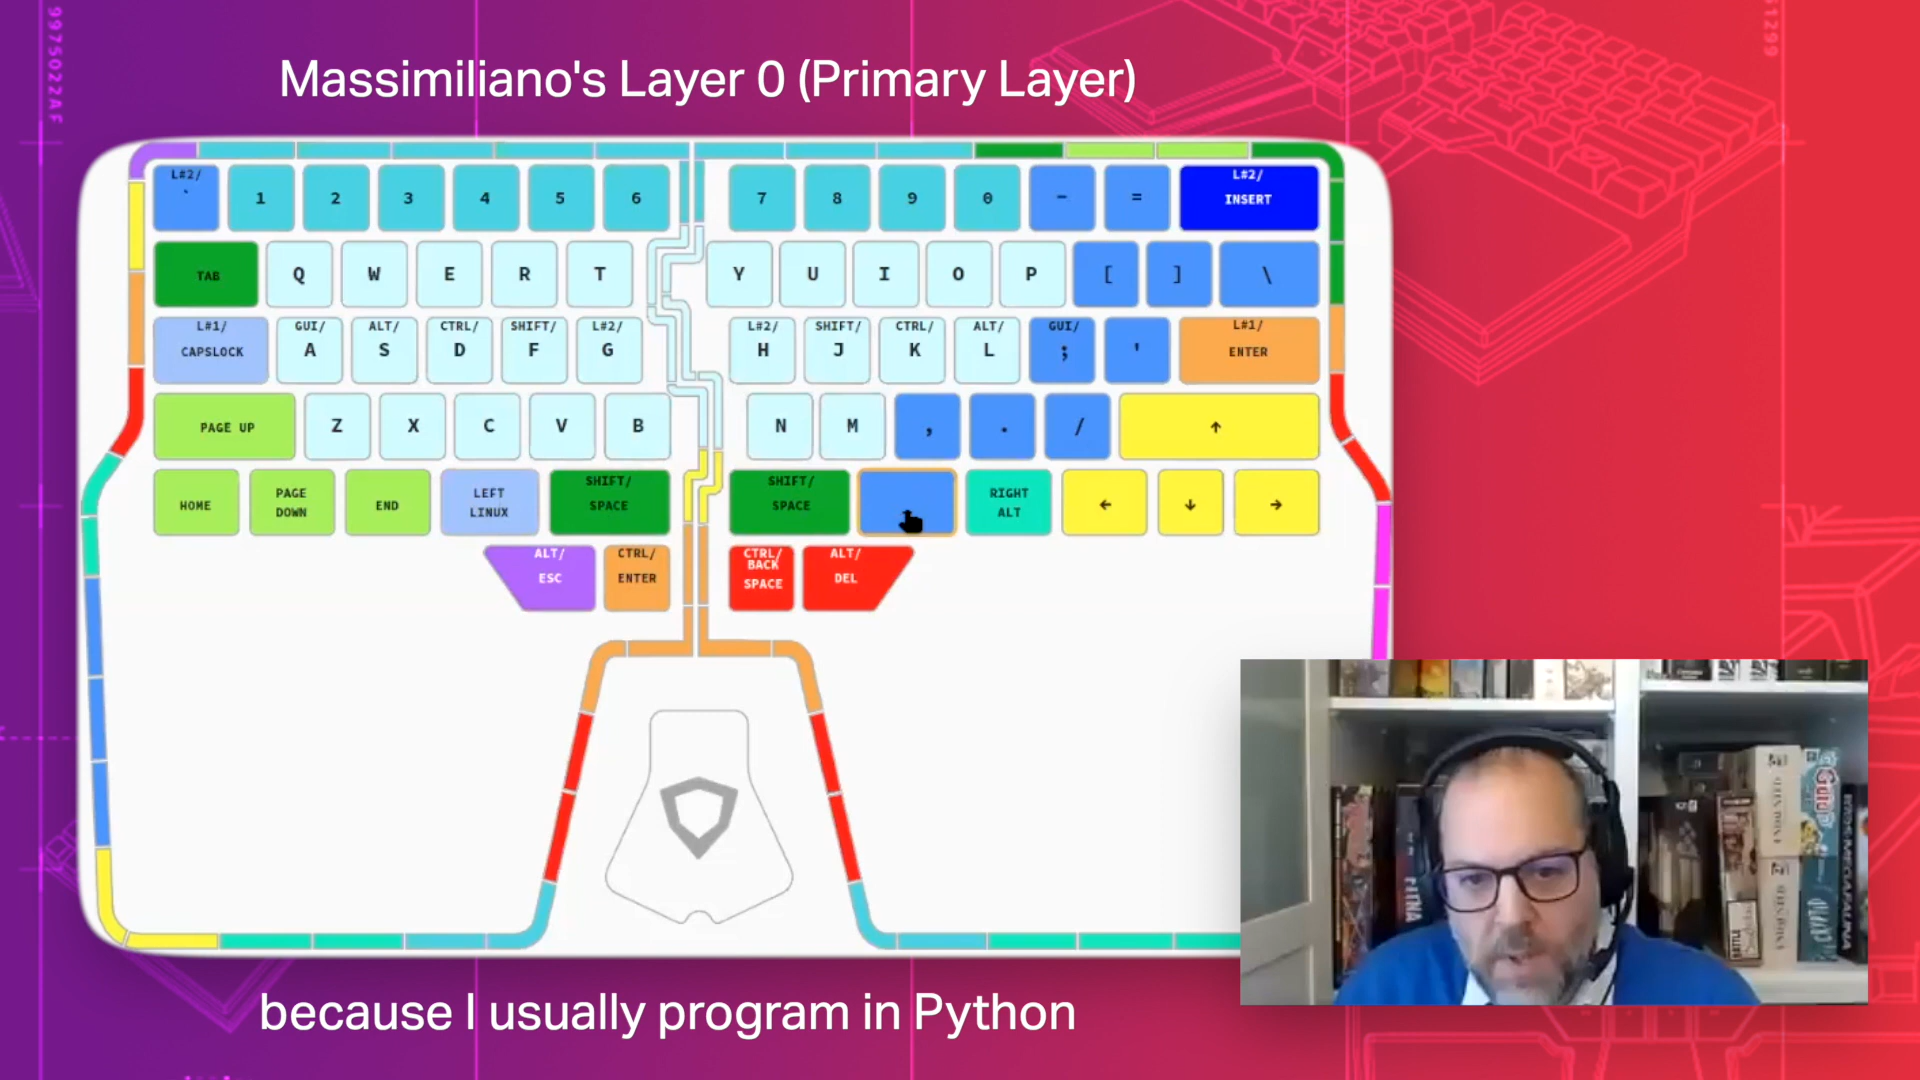 Massimiliano's Layer 0 (Primary Layer)
9975022AF
5199
L#2/ ` 1 2 3 4 5 6 7 8 9 0 - = L#2/ INSERT
TAB Q W E R T Y U I O P [ ] \
L#1/ CAPSLOCK GUI/ A ALT/ S CTRL/ D SHIFT/ F L#2/ G L#2/ H SHIFT/ J CTRL/ K ALT/ L GUI/ ; ' L#1/ ENTER
PAGE UP Z X C V B N M , . / ↑
HOME PAGE DOWN END LEFT LINUX SHIFT/ SPACE SHIFT/ SPACE RIGHT ALT ← ↓ →
ALT/ ESC CTRL/ ENTER CTRL/ BACK SPACE ALT/ DEL
CRYPTID
because I usually program in Python